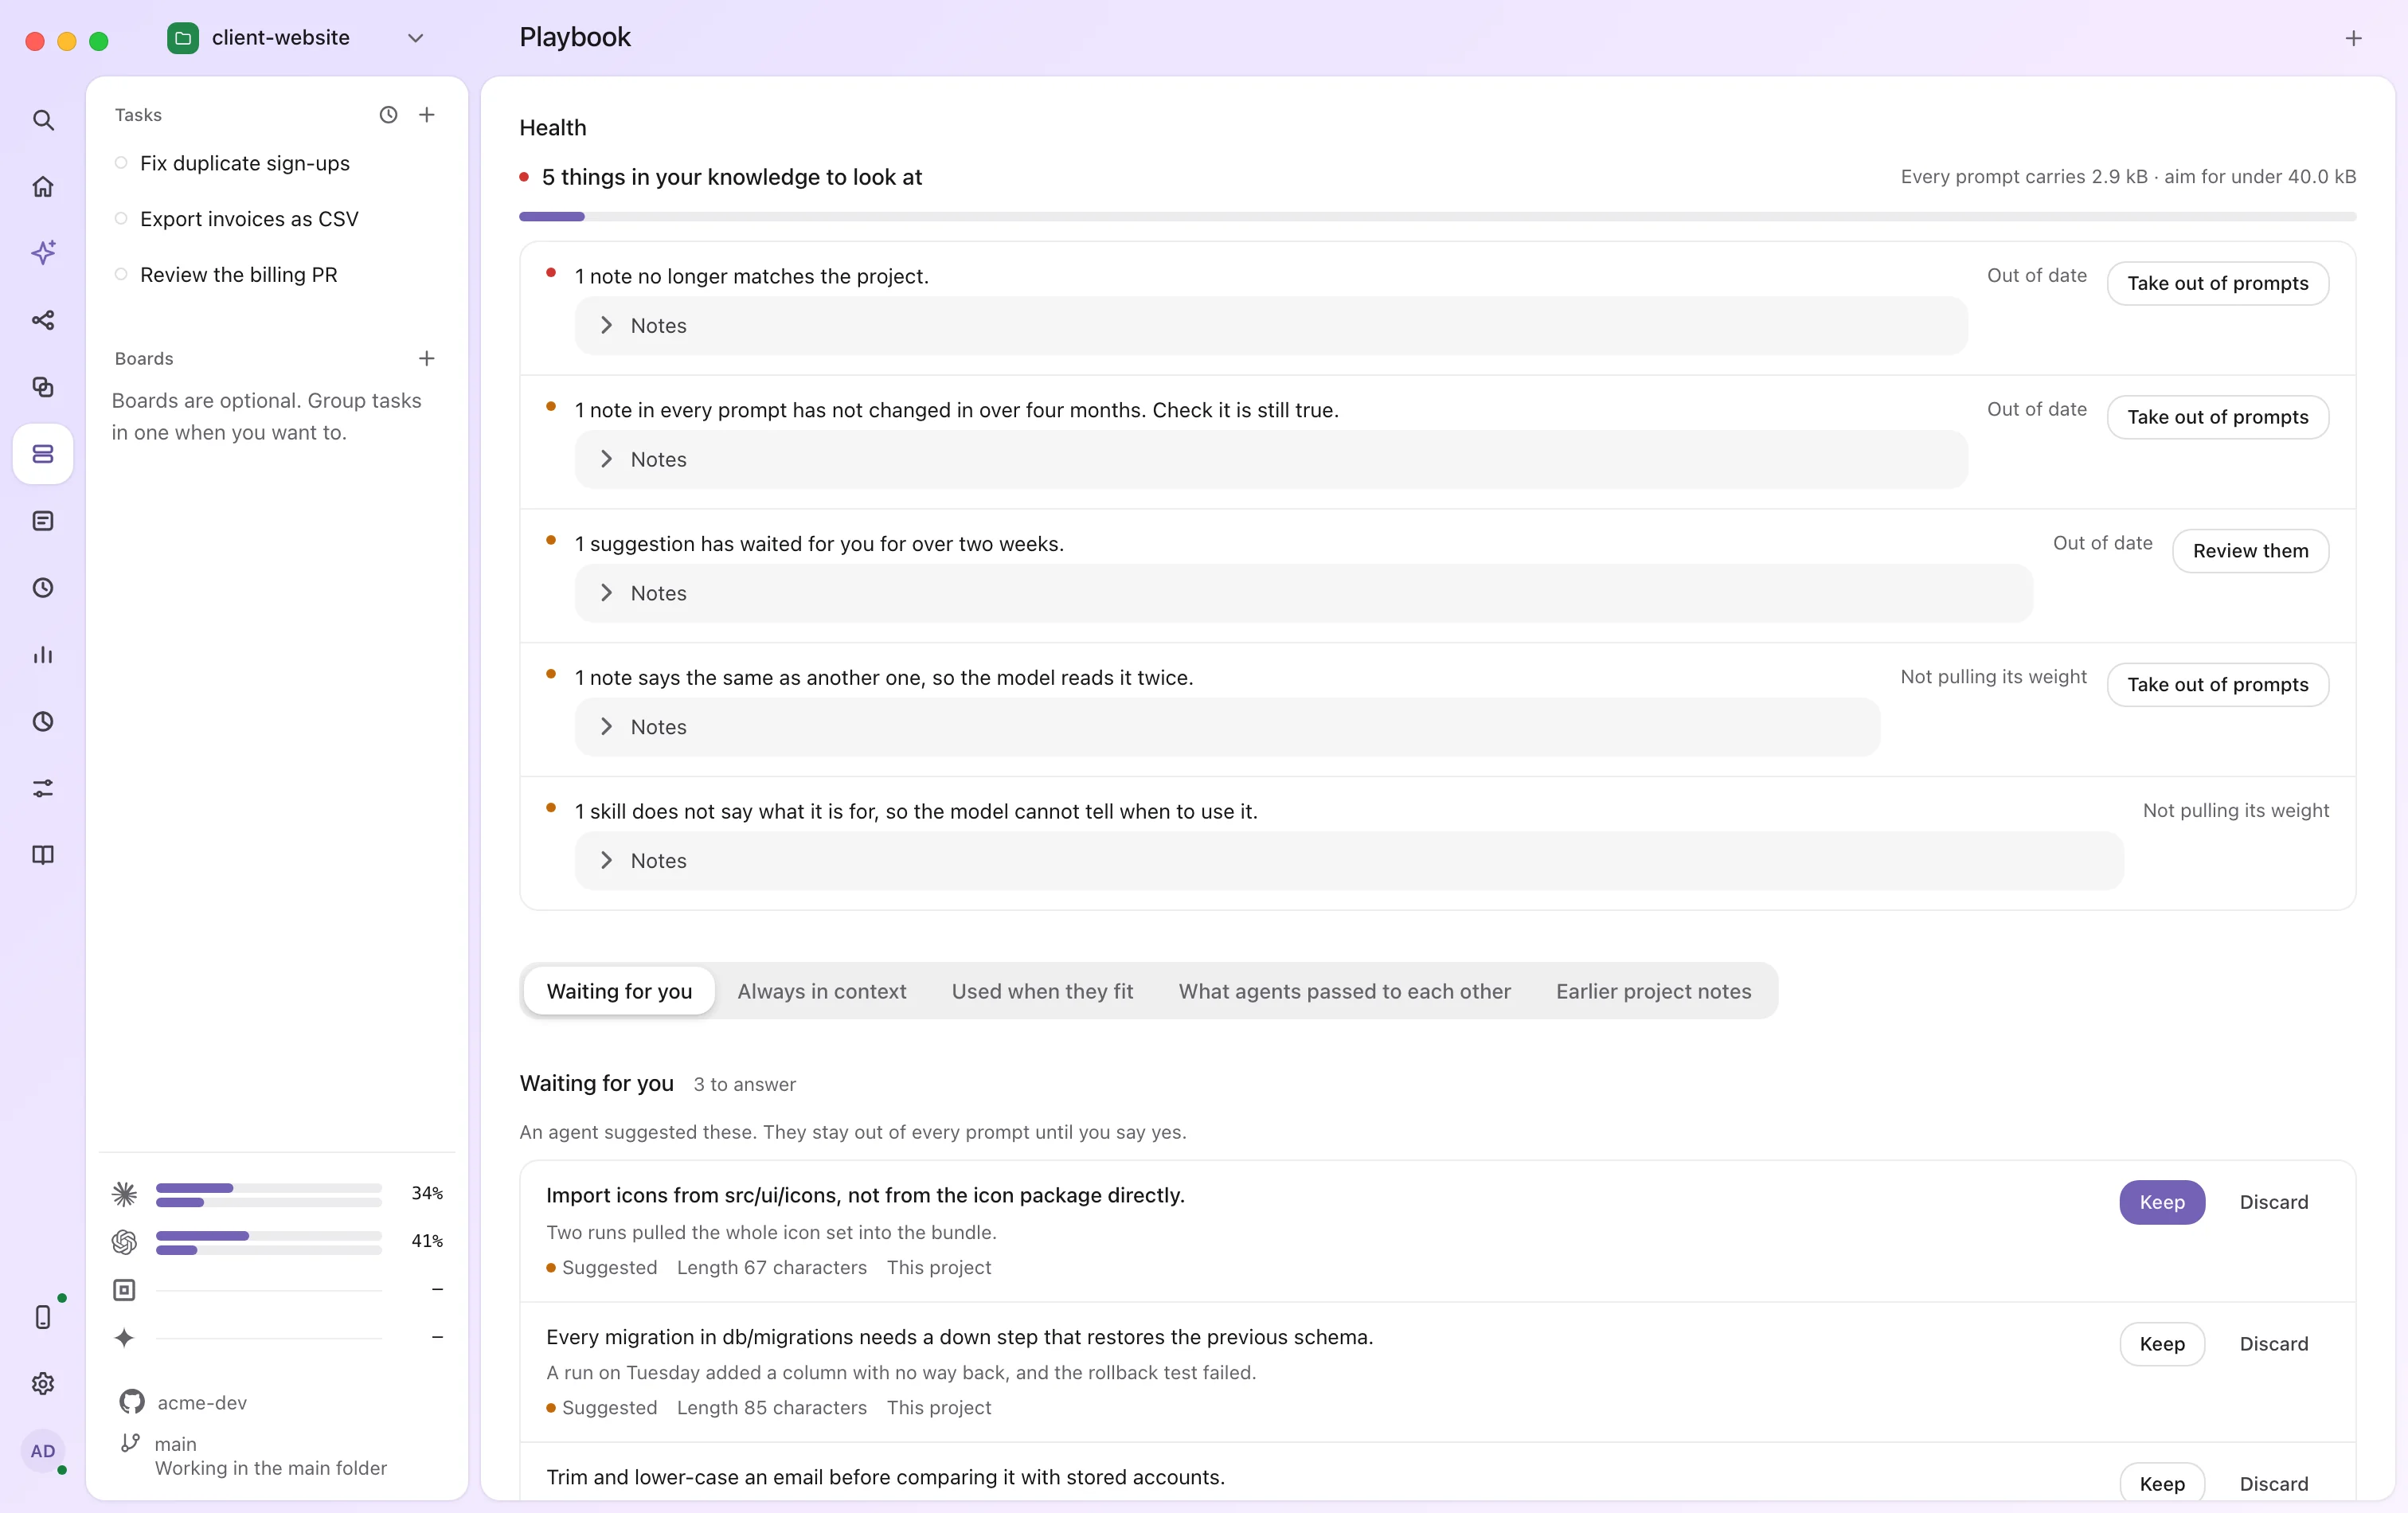 client-website
Playbook
Tasks
Fix duplicate sign-ups
Export invoices as CSV
Review the billing PR
Boards
Boards are optional. Group tasks
in one when you want to.
34%
41%
–
–
acme-dev
main
Working in the main folder
AD
Health
5 things in your knowledge to look at
Every prompt carries 2.9 kB · aim for under 40.0 kB
1 note no longer matches the project.
Out of date
Take out of prompts
Notes
1 note in every prompt has not changed in over four months. Check it is still true.
Out of date
Take out of prompts
Notes
1 suggestion has waited for you for over two weeks.
Out of date
Review them
Notes
1 note says the same as another one, so the model reads it twice.
Not pulling its weight
Take out of prompts
Notes
1 skill does not say what it is for, so the model cannot tell when to use it.
Not pulling its weight
Notes
Waiting for you
Always in context
Used when they fit
What agents passed to each other
Earlier project notes
Waiting for you
3 to answer
An agent suggested these. They stay out of every prompt until you say yes.
Import icons from src/ui/icons, not from the icon package directly.
Keep
Discard
Two runs pulled the whole icon set into the bundle.
Suggested
Length 67 characters
This project
Every migration in db/migrations needs a down step that restores the previous schema.
Keep
Discard
A run on Tuesday added a column with no way back, and the rollback test failed.
Suggested
Length 85 characters
This project
Trim and lower-case an email before comparing it with stored accounts.
Keep
Discard